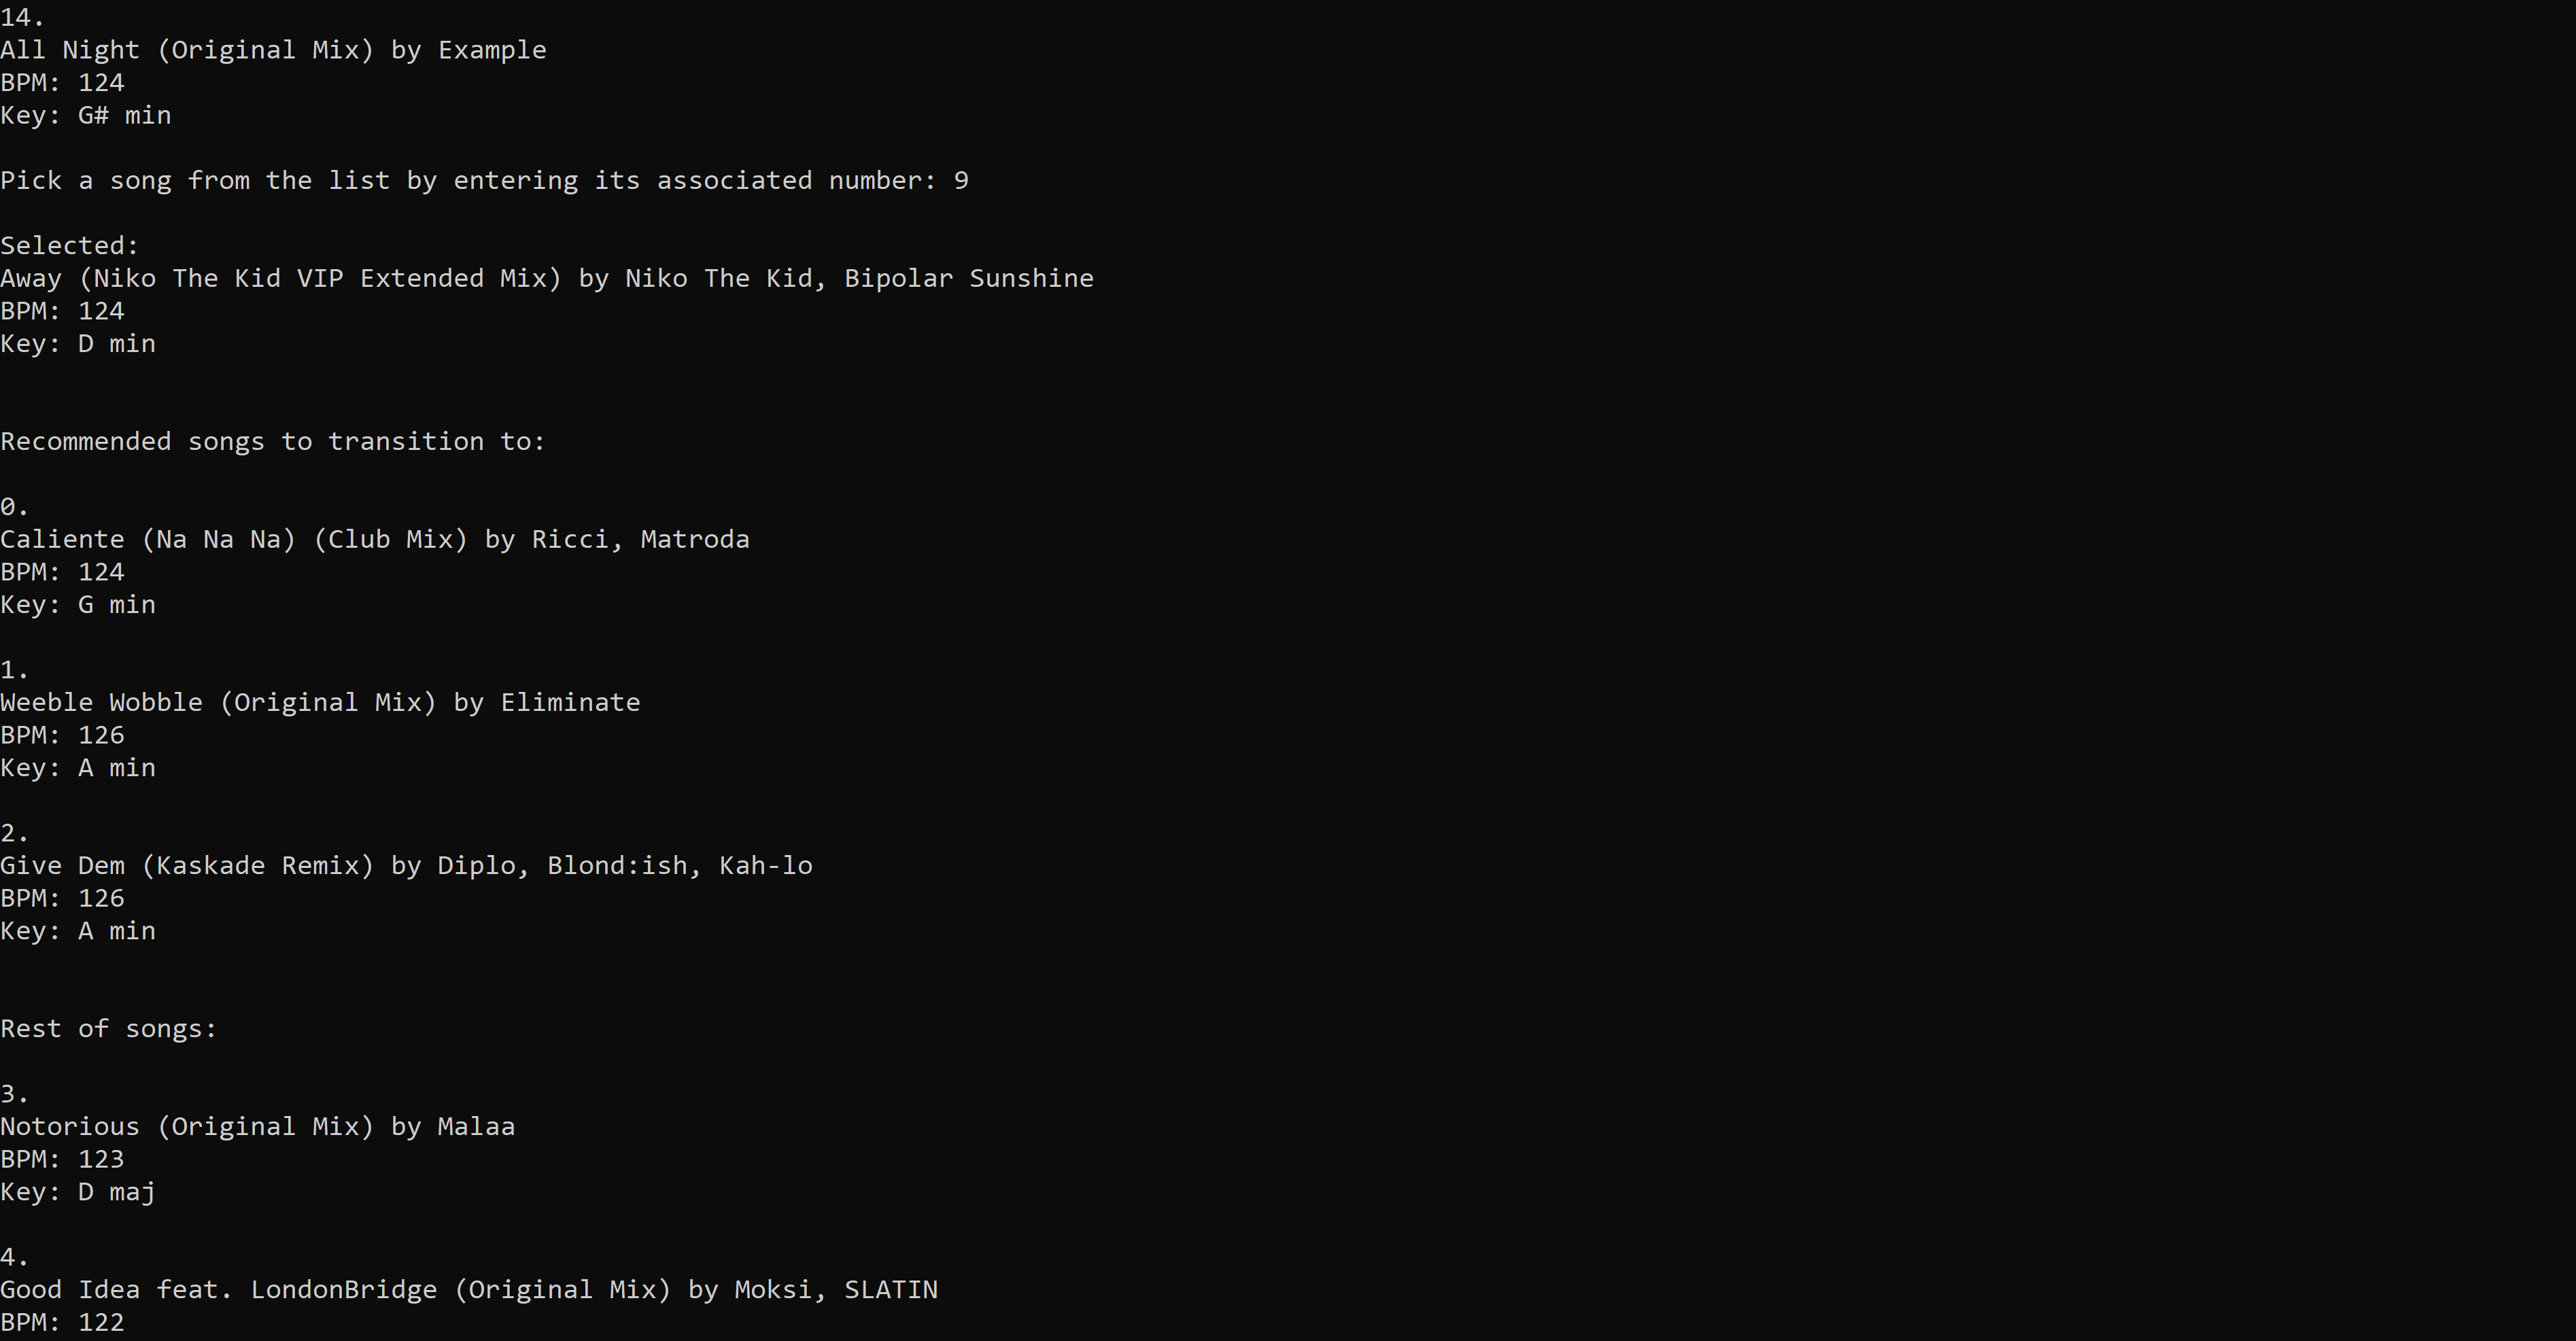 14.
All Night (Original Mix) by Example
BPM: 124
Key: G# min
Pick a song from the list by entering its associated number: 9
Selected:
Away (Niko The Kid VIP Extended Mix) by Niko The Kid, Bipolar Sunshine
BPM: 124
Key: D min
Recommended songs to transition to:
0.
Caliente (Na Na Na) (Club Mix) by Ricci, Matroda
BPM: 124
Key: G min
1.
Weeble Wobble (Original Mix) by Eliminate
BPM: 126
Key: A min
2.
Give Dem (Kaskade Remix) by Diplo, Blond:ish, Kah-lo
BPM: 126
Key: A min
Rest of songs:
3.
Notorious (Original Mix) by Malaa
BPM: 123
Key: D maj
4.
Good Idea feat. LondonBridge (Original Mix) by Moksi, SLATIN
BPM: 122